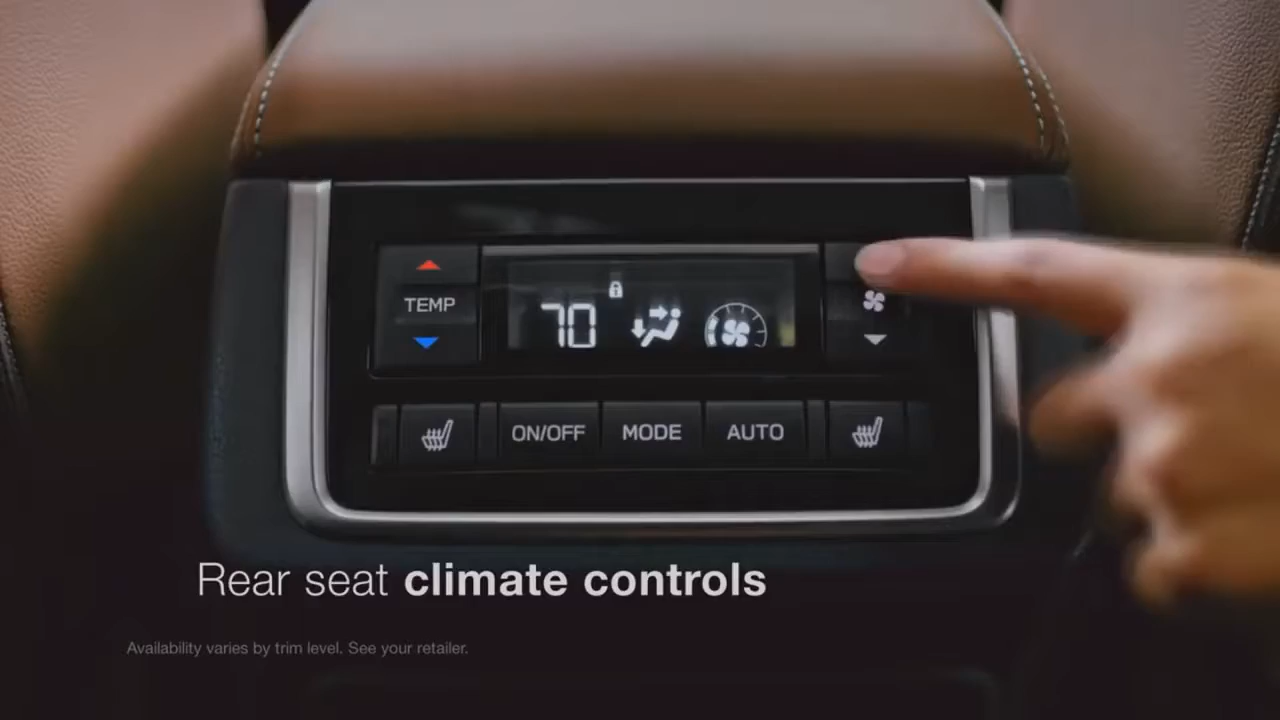 TEMP
70
ON/OFF MODE AUTO
Rear seat climate controls
Availability varies by trim level. See your retailer.